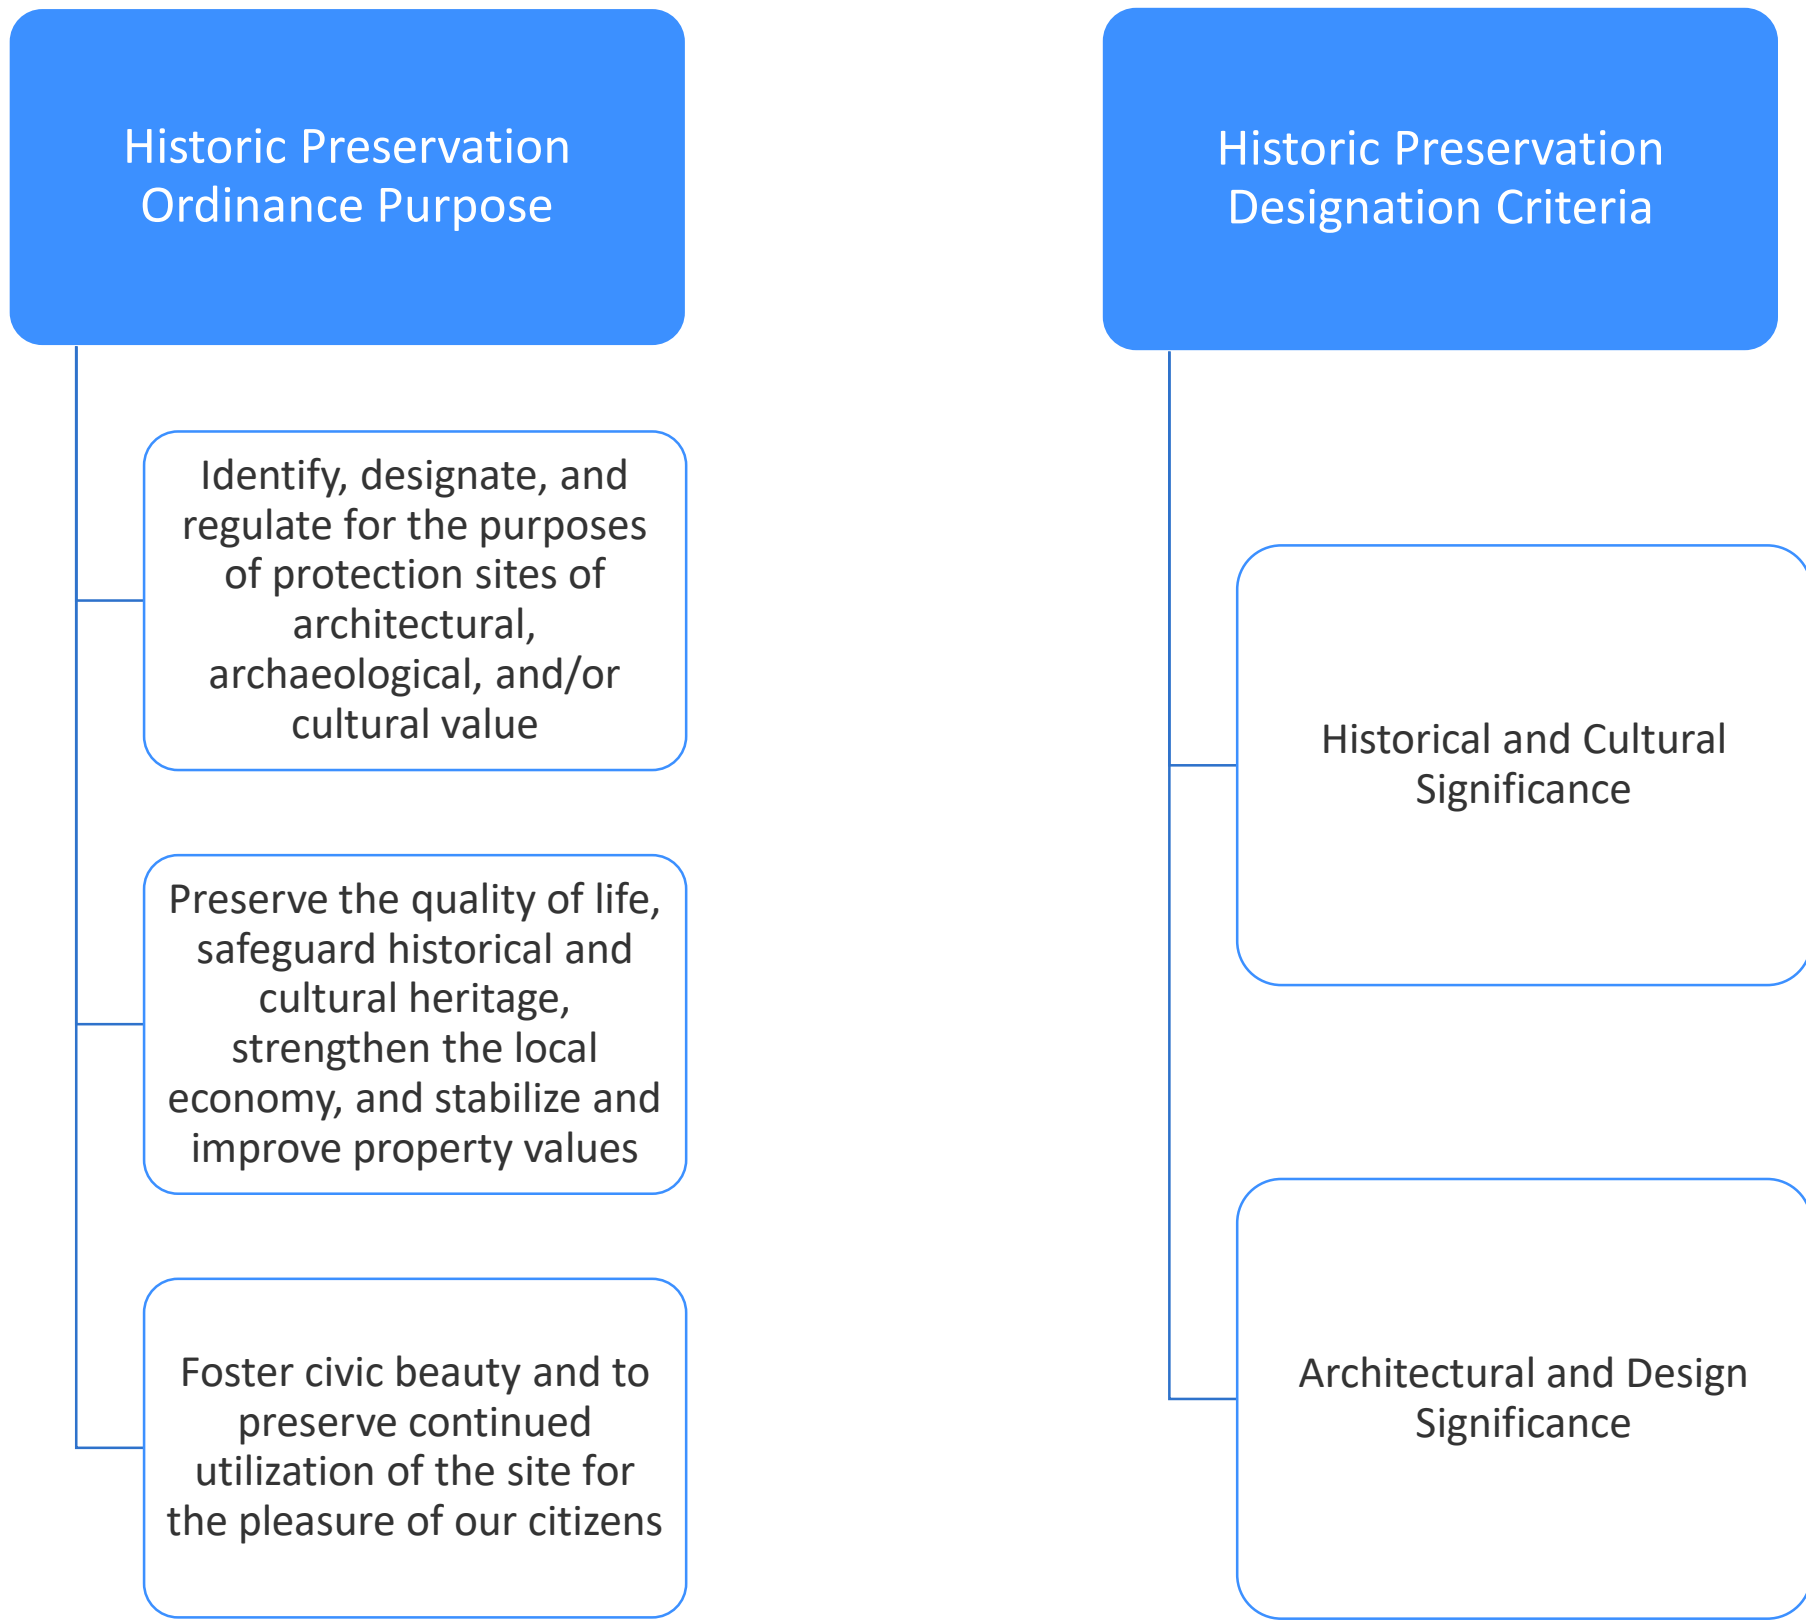 Historic Preservation
Ordinance Purpose
Identify, designate, and
regulate for the purposes
of protection sites of
architectural,
archaeological, and/or
cultural value
Preserve the quality of life,
safeguard historical and
cultural heritage,
strengthen the local
economy, and stabilize and
improve property values
Foster civic beauty and to
preserve continued
utilization of the site for
the pleasure of our citizens
Historic Preservation
Designation Criteria
Historical and Cultural
Significance
Architectural and Design
Significance